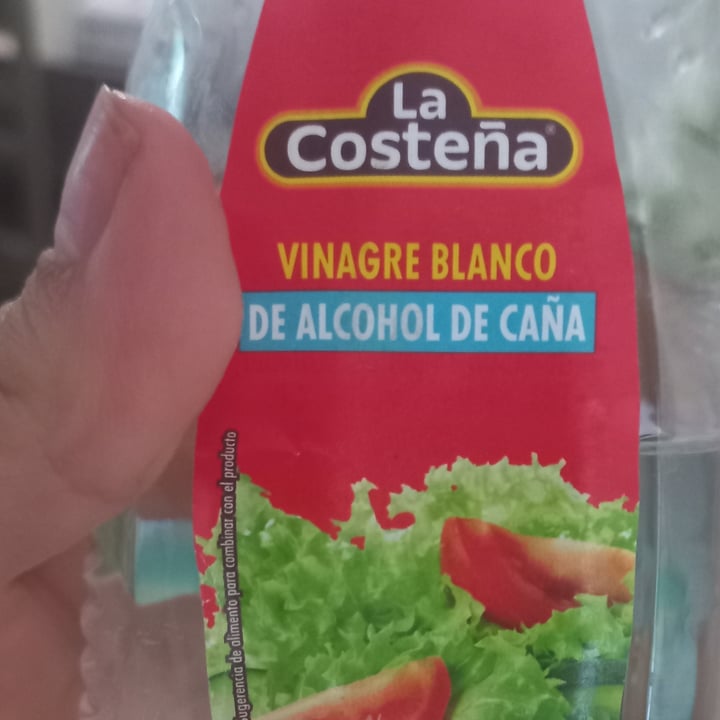 La
Costeña®
VINAGRE BLANCO
DE ALCOHOL DE CAÑA
Sugerencia de alimento para combinar con el producto